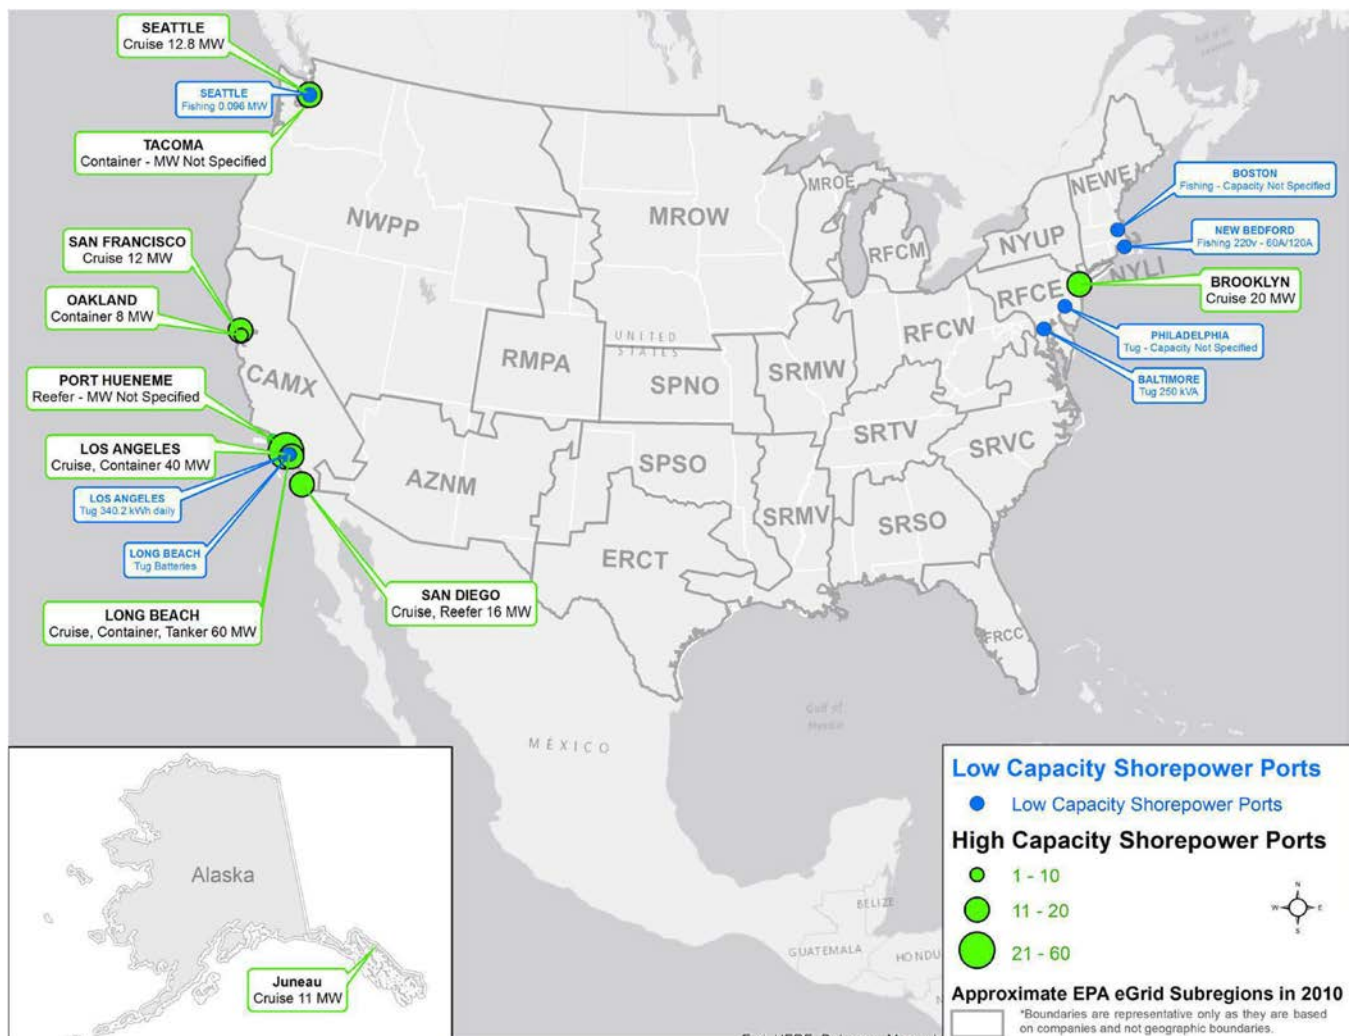 SEATTLE
Cruise 12.8 MW
SEATTLE
Fishing 0.096 MW
TACOMA
Container - MW Not Specified
SAN FRANCISCO
Cruise 12 MW
OAKLAND
Container 8 MW
PORT HUENEME
Reefer - MW Not Specified
LOS ANGELES
Cruise, Container 40 MW
LOS ANGELES
Tug 340.2 kWh daily
LONG BEACH
Tug Batteries
LONG BEACH
Cruise, Container, Tanker 60 MW
SAN DIEGO
Cruise, Reefer 16 MW
BOSTON
Fishing - Capacity Not Specified
NEW BEDFORD
Fishing 220v - 60A/120A
BROOKLYN
Cruise 20 MW
PHILADELPHIA
Tug - Capacity Not Specified
BALTIMORE
Tug 250 kVA
NWPP
MROW
MROE
RFCM
NEWE
NYUP
NYLI
RFCE
RFCW
CAMX
RMPA
UNITED
STATES
SPNO
SRMW
AZNM
SPSO
SRTV
SRVC
SRMV
SRSO
ERCT
FRCC
Gulf of
Mexico
MÉXICO
BELIZE
GUATEMALA
HONDU
Alaska
Juneau
Cruise 11 MW
Low Capacity Shorepower Ports
Low Capacity Shorepower Ports
High Capacity Shorepower Ports
1 - 10
11 - 20
21 - 60
N
W
E
S
Approximate EPA eGrid Subregions in 2010
*Boundaries are representative only as they are based
on companies and not geographic boundaries.